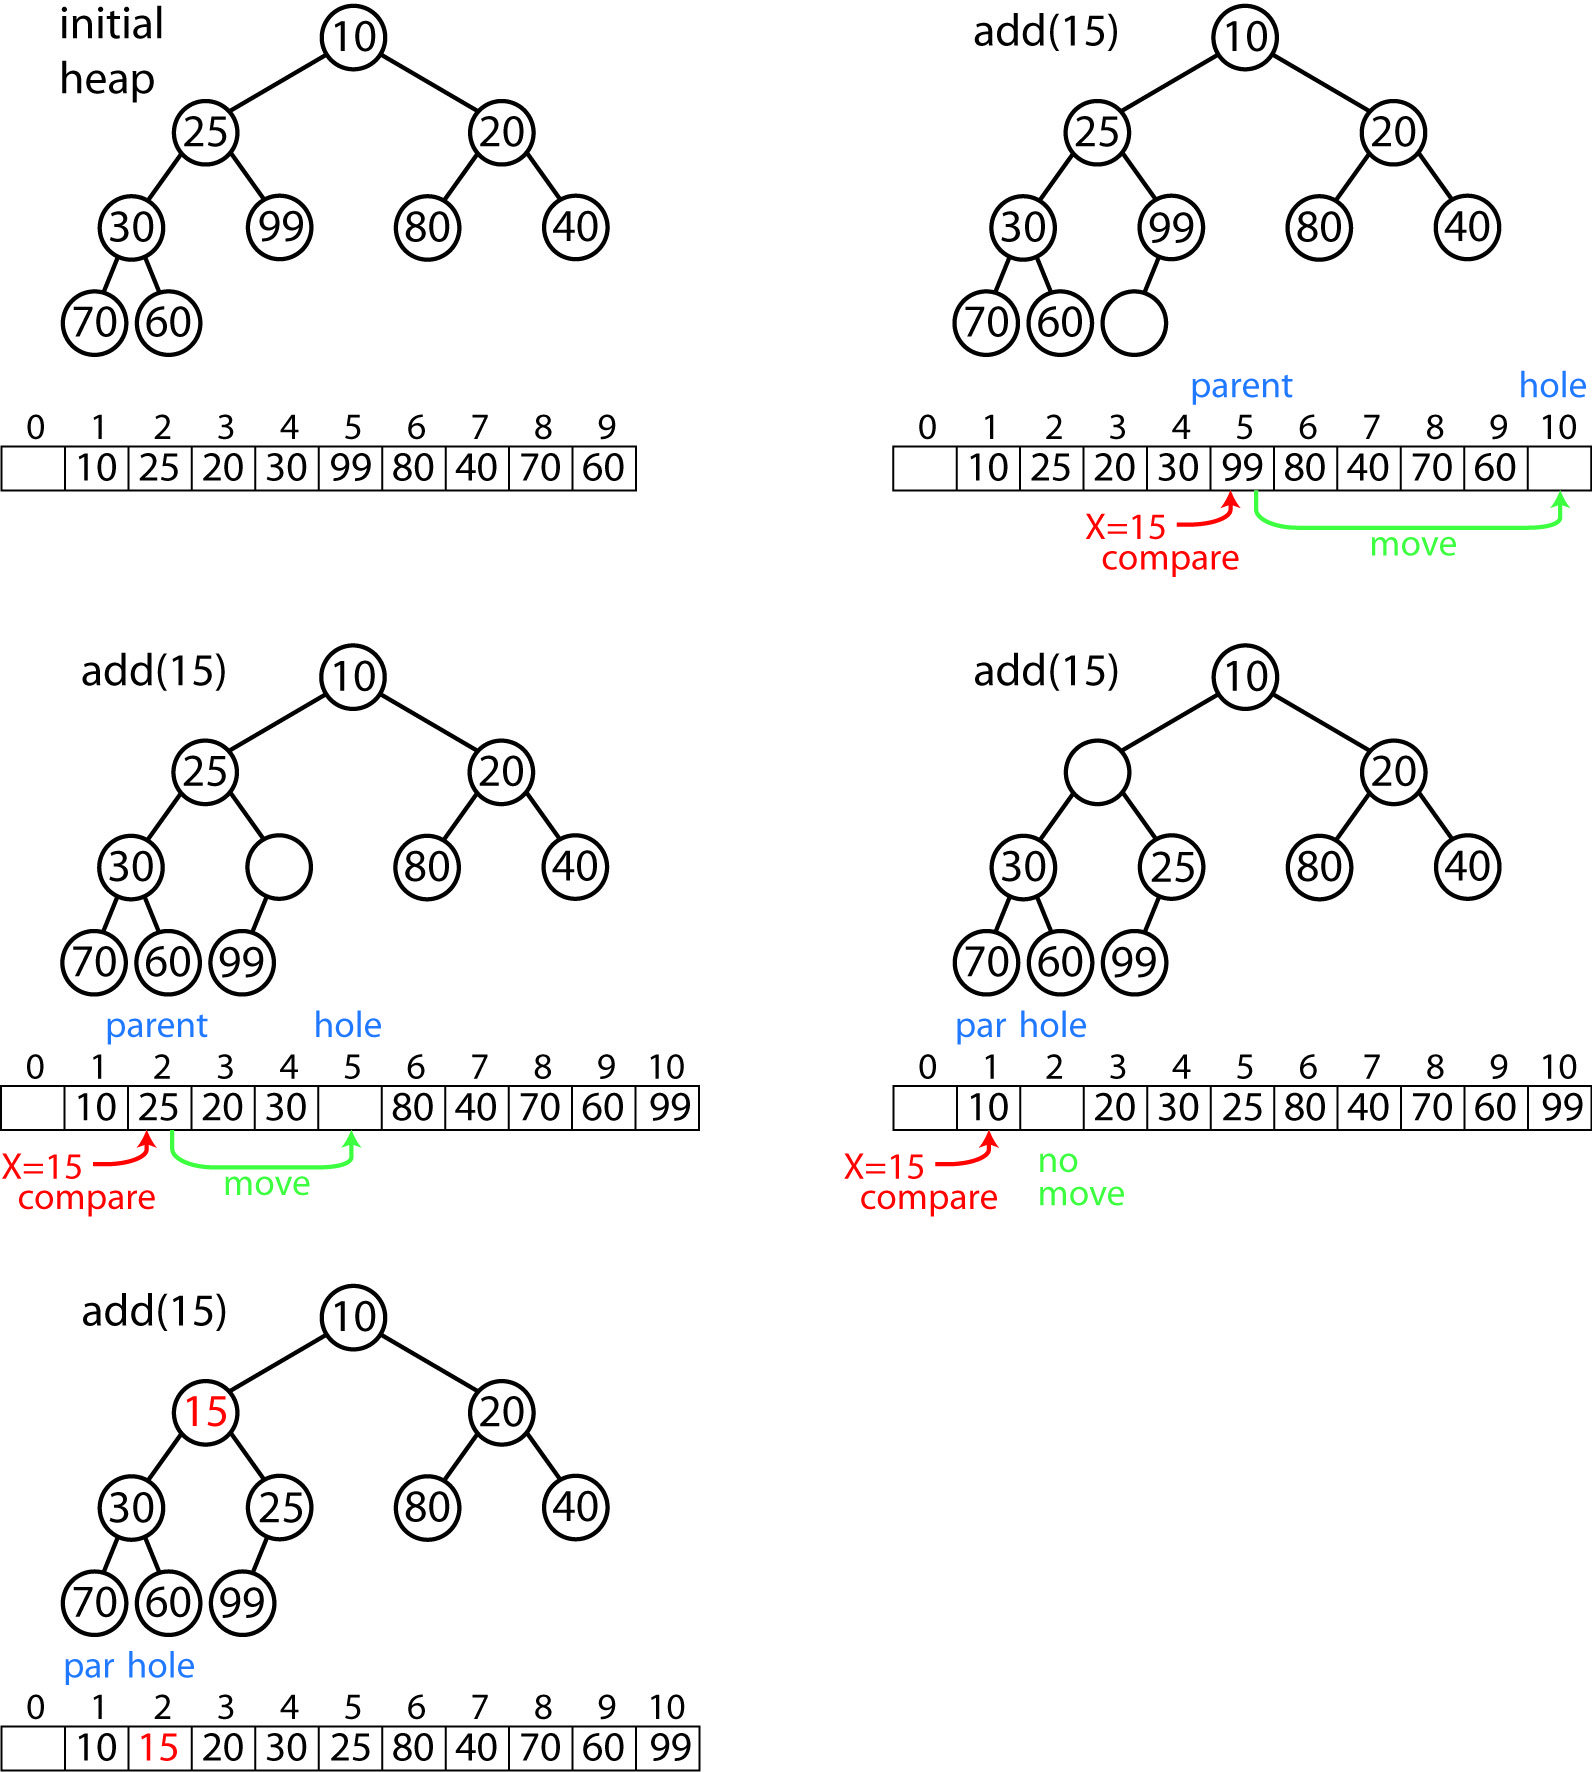 initial
heap
10
25 20
30 99 80 40
70 60
0 1 2 3 4 5 6 7 8 9
10 25 20 30 99 80 40 70 60
add(15)
10
25 20
30 99 80 40
70 60
parent hole
0 1 2 3 4 5 6 7 8 9 10
10 25 20 30 99 80 40 70 60
X=15
compare
move
add(15)
10
25 20
30 80 40
70 60 99
parent hole
0 1 2 3 4 5 6 7 8 9 10
10 25 20 30 80 40 70 60 99
X=15
compare
move
add(15)
10
20
30 25 80 40
70 60 99
par hole
0 1 2 3 4 5 6 7 8 9 10
10 20 30 25 80 40 70 60 99
X=15
compare
no
move
add(15)
10
15 20
30 25 80 40
70 60 99
par hole
0 1 2 3 4 5 6 7 8 9 10
10 15 20 30 25 80 40 70 60 99